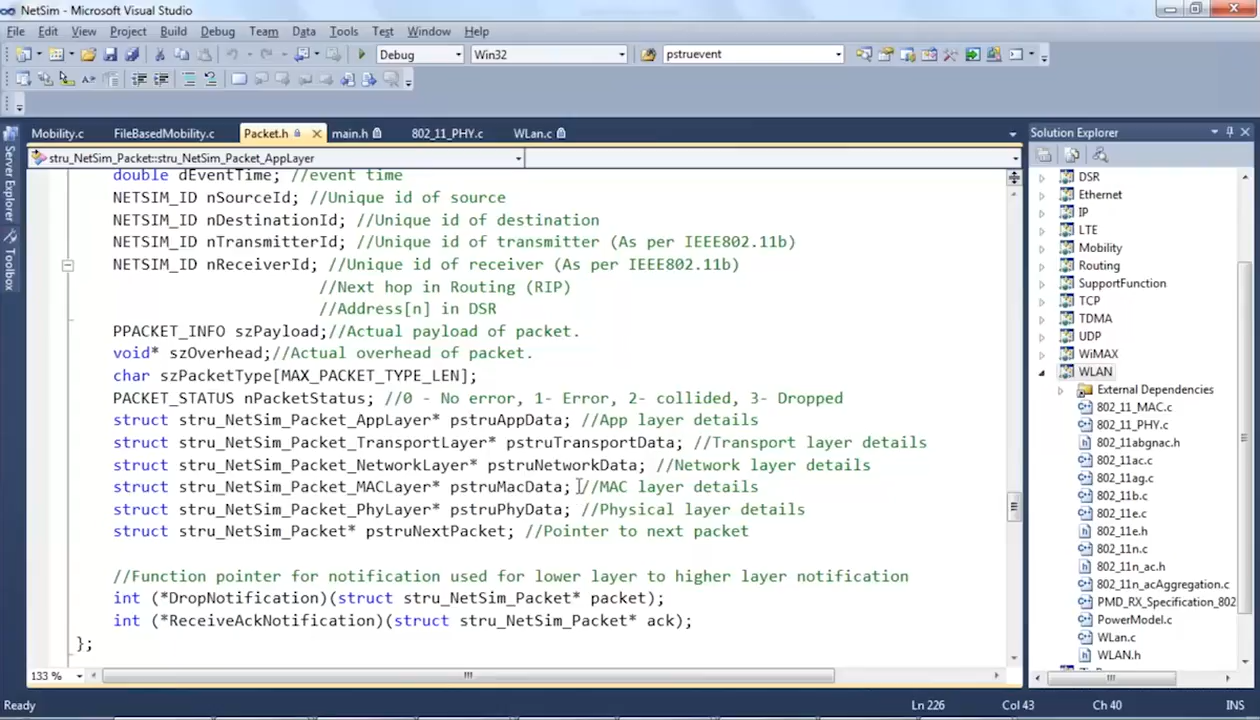 NetSim - Microsoft Visual Studio
File Edit View Project Build Debug Team Data Tools Test Window Help
Debug Win32 pstruevent
Mobility.c FileBasedMobility.c Packet.h main.h 802_11_PHY.c WLan.c
stru_NetSim_Packet::stru_NetSim_Packet_AppLayer
double dEventTime; //event time
NETSIM_ID nSourceId; //Unique id of source
NETSIM_ID nDestinationId; //Unique id of destination
NETSIM_ID nTransmitterId; //Unique id of transmitter (As per IEEE802.11b)
NETSIM_ID nReceiverId; //Unique id of receiver (As per IEEE802.11b)
//Next hop in Routing (RIP)
//Address[n] in DSR
PPACKET_INFO szPayload;//Actual payload of packet.
void* szOverhead;//Actual overhead of packet.
char szPacketType[MAX_PACKET_TYPE_LEN];
PACKET_STATUS nPacketStatus; //0 - No error, 1- Error, 2- collided, 3- Dropped
struct stru_NetSim_Packet_AppLayer* pstruAppData; //App layer details
struct stru_NetSim_Packet_TransportLayer* pstruTransportData; //Transport layer details
struct stru_NetSim_Packet_NetworkLayer* pstruNetworkData; //Network layer details
struct stru_NetSim_Packet_MACLayer* pstruMacData; //MAC layer details
struct stru_NetSim_Packet_PhyLayer* pstruPhyData; //Physical layer details
struct stru_NetSim_Packet* pstruNextPacket; //Pointer to next packet
//Function pointer for notification used for lower layer to higher layer notification
int (*DropNotification)(struct stru_NetSim_Packet* packet);
int (*ReceiveAckNotification)(struct stru_NetSim_Packet* ack);
};
133 %
Server Explorer
Toolbox
Solution Explorer
DSR
Ethernet
IP
LTE
Mobility
Routing
SupportFunction
TCP
TDMA
UDP
WiMAX
WLAN
External Dependencies
802_11_MAC.c
802_11_PHY.c
802_11abgnac.h
802_11ac.c
802_11ag.c
802_11b.c
802_11e.c
802_11e.h
802_11n.c
802_11n_ac.h
802_11n_acAggregation.c
PMD_RX_Specification_802
PowerModel.c
WLan.c
WLAN.h
Ready Ln 226 Col 43 Ch 40 INS